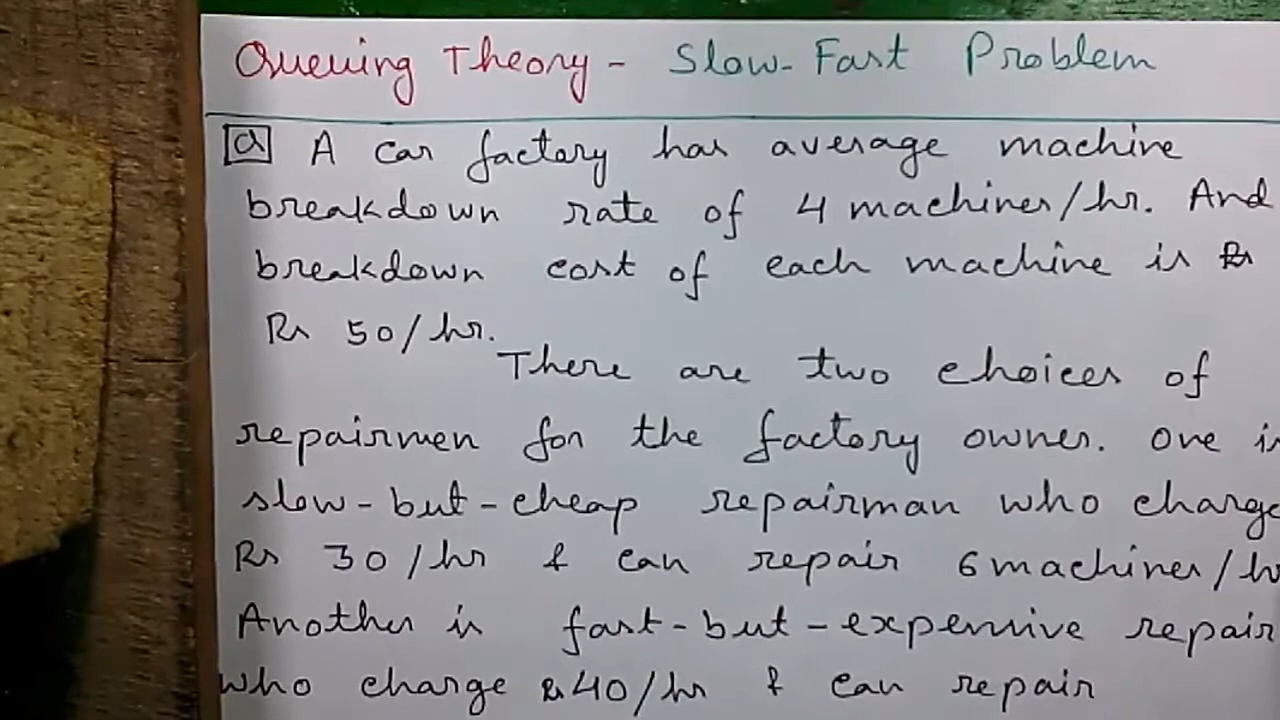 Queuing Theory - Slow-Fast Problem
Q A car factory has average machine
breakdown rate of 4 machines/hr. And
breakdown cost of each machine is Rs
Rs 50/hr.
There are two choices of
repairmen for the factory owner. One is
slow-but-cheap repairman who charge
Rs 30/hr & can repair 6 machines/hr
Another is fast-but-expensive repair
who charge Rs 40/hr & can repair